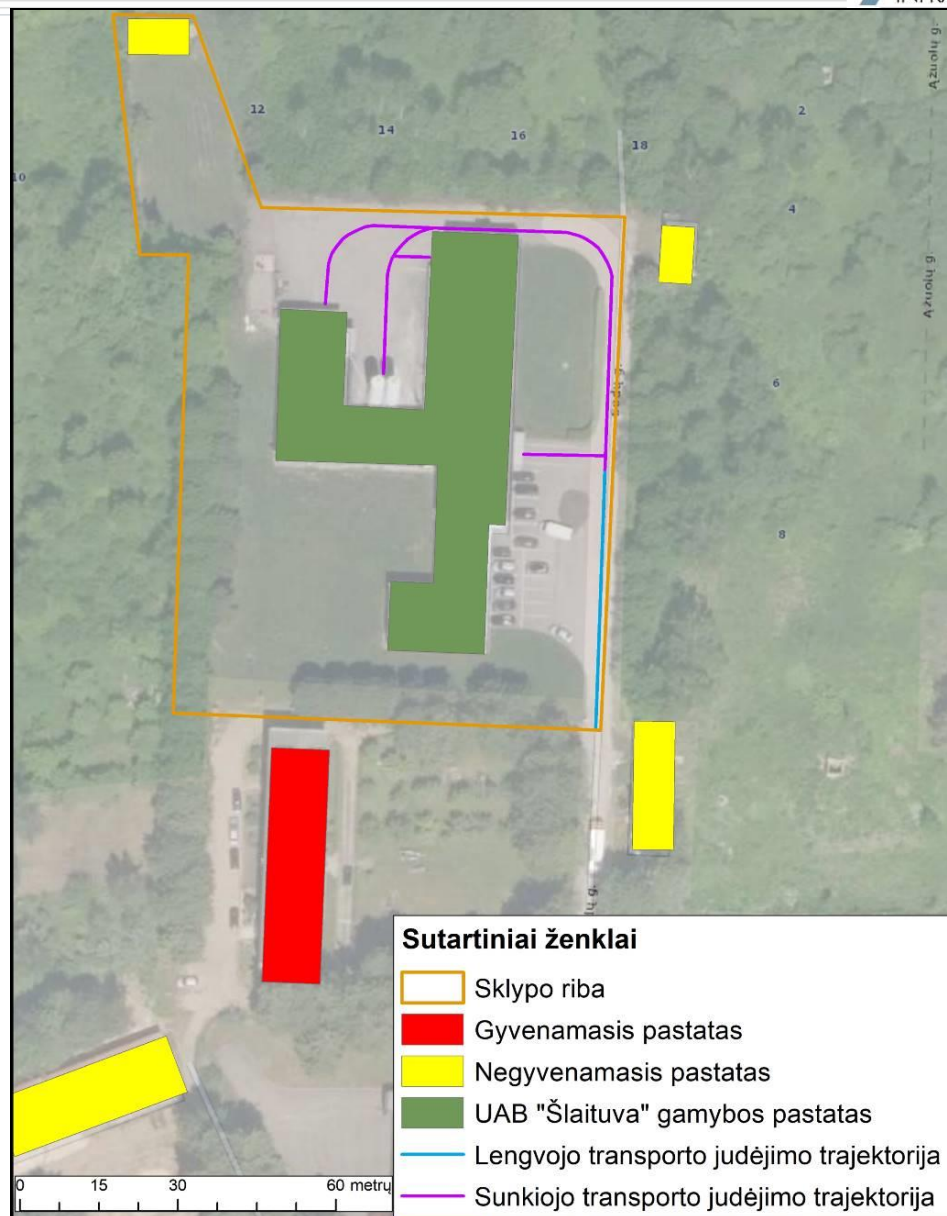 Ąžuolų g.
2
12
14
16
18
10
4
Ąžuolų g
6
8
Sutartiniai ženklai
Sklypo riba
Gyvenamasis pastatas
Negyvenamasis pastatas
UAB "Šlaituva" gamybos pastatas
Lengvojo transporto judėjimo trajektorija
Sunkiojo transporto judėjimo trajektorija
0 15 30 60 metrų